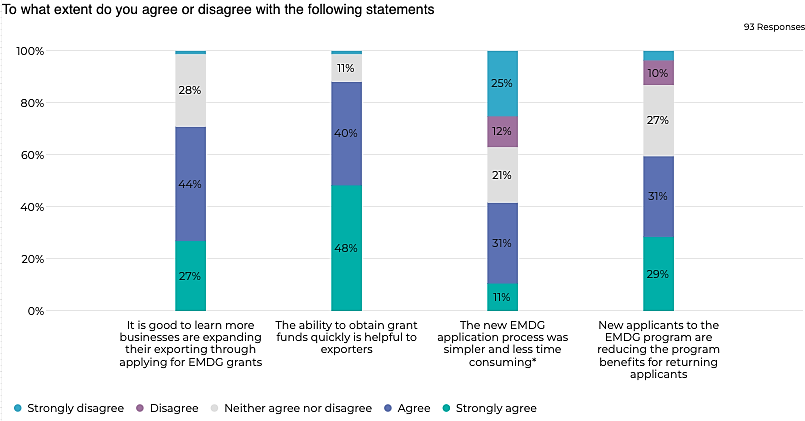 To what extent do you agree or disagree with the following statements
93 Responses
100%
80%
60%
40%
20%
0%
28%
44%
27%
11%
40%
48%
25%
12%
21%
31%
11%
10%
27%
31%
29%
It is good to learn more
businesses are expanding
their exporting through
applying for EMDG grants
The ability to obtain grant
funds quickly is helpful to
exporters
The new EMDG
application process was
simpler and less time
consuming*
New applicants to the
EMDG program are
reducing the program
benefits for returning
applicants
Strongly disagree
Disagree
Neither agree nor disagree
Agree
Strongly agree